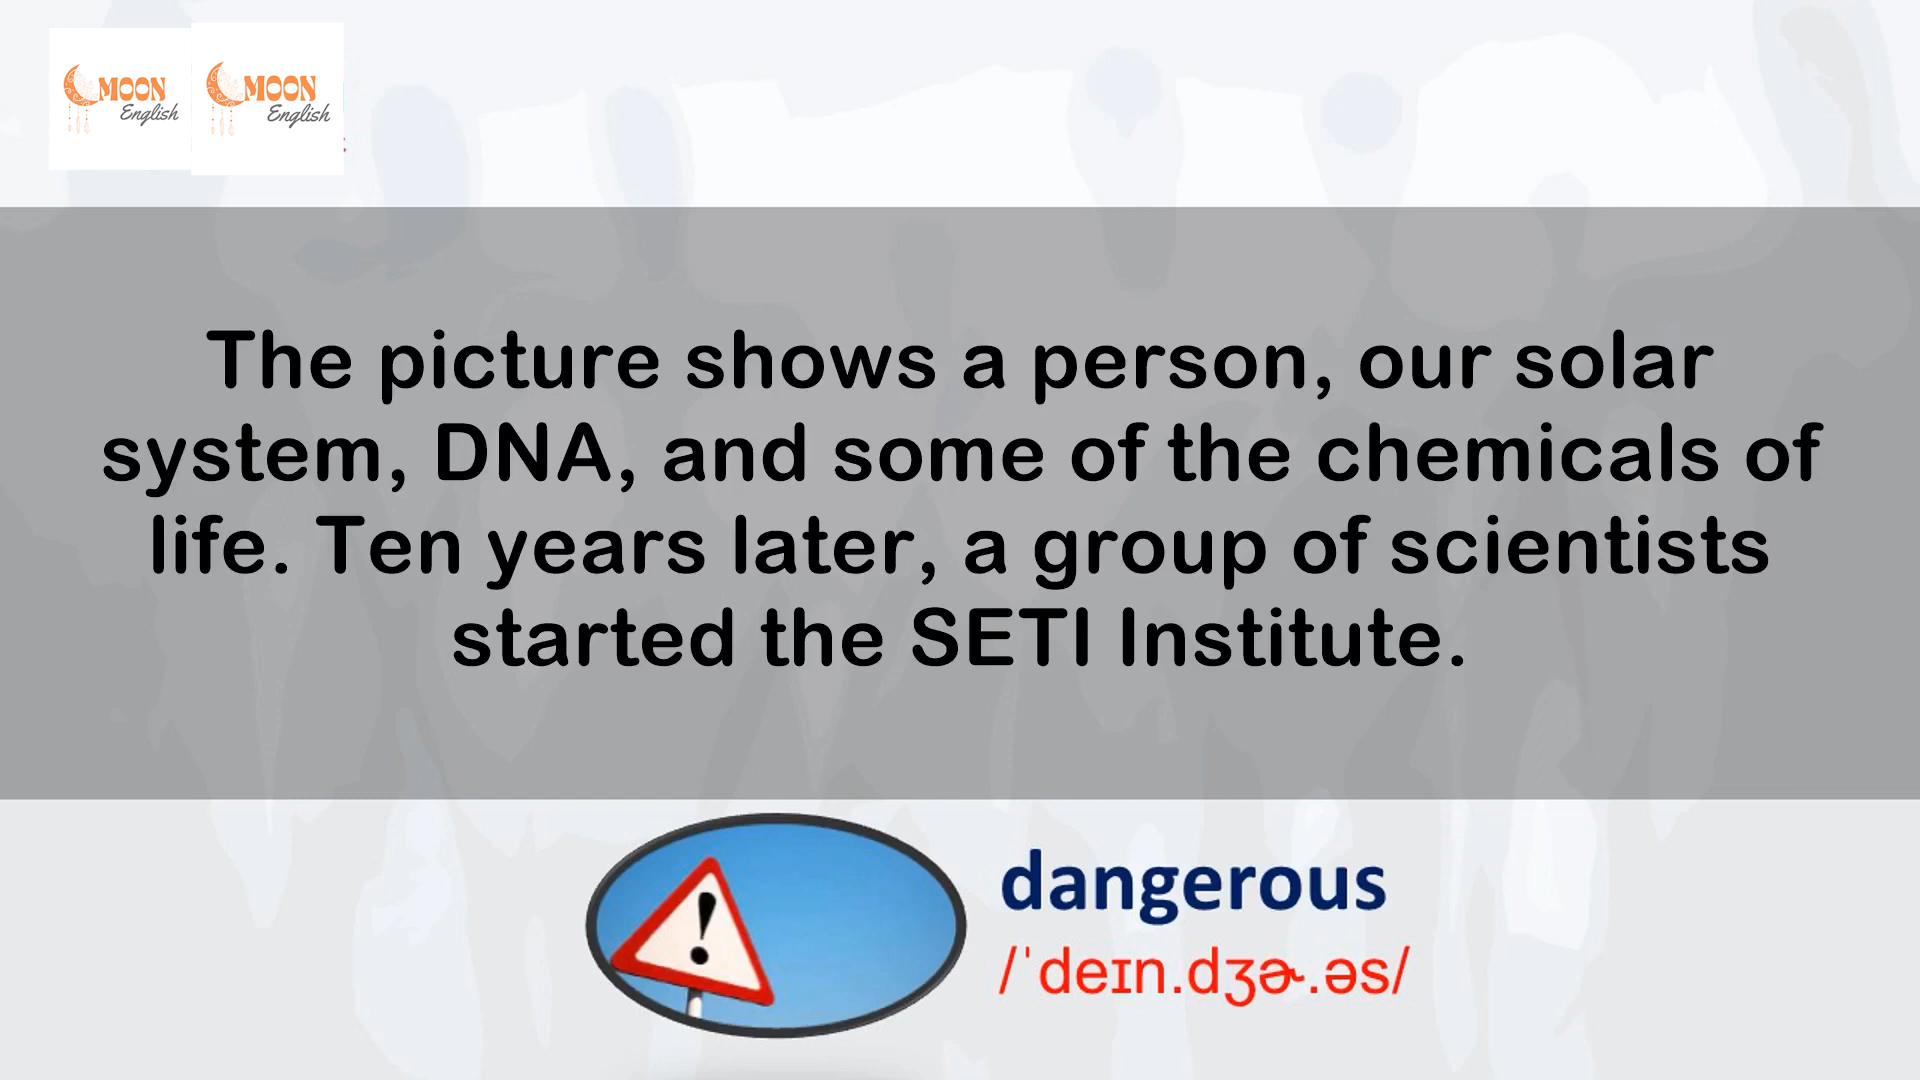 MOON
English
MOON
English
The picture shows a person, our solar
system, DNA, and some of the chemicals of
life. Ten years later, a group of scientists
started the SETI Institute.
!
dangerous
/ˈdeɪn.dʒɚ.əs/